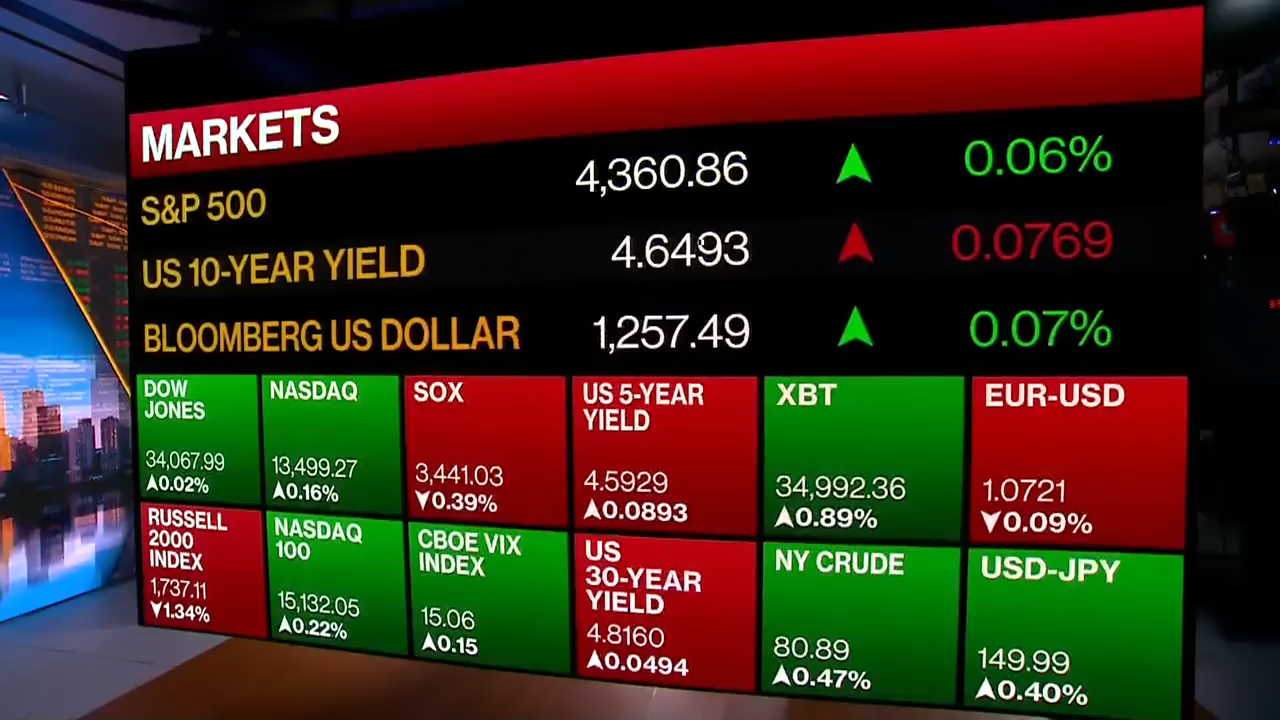 MARKETS
S&P 500 4,360.86 ▲ 0.06%
US 10-YEAR YIELD 4.6493 ▲ 0.0769
BLOOMBERG US DOLLAR 1,257.49 ▲ 0.07%
DOW
JONES
34,067.99
▲0.02%
NASDAQ
13,499.27
▲0.16%
SOX
3,441.03
▼0.39%
US 5-YEAR
YIELD
4.5929
▲0.0893
XBT
34,992.36
▲0.89%
EUR-USD
1.0721
▼0.09%
RUSSELL
2000
INDEX
1,737.11
▼1.34%
NASDAQ
100
15,132.05
▲0.22%
CBOE VIX
INDEX
15.06
▲0.15
US
30-YEAR
YIELD
4.8160
▲0.0494
NY CRUDE
80.89
▲0.47%
USD-JPY
149.99
▲0.40%